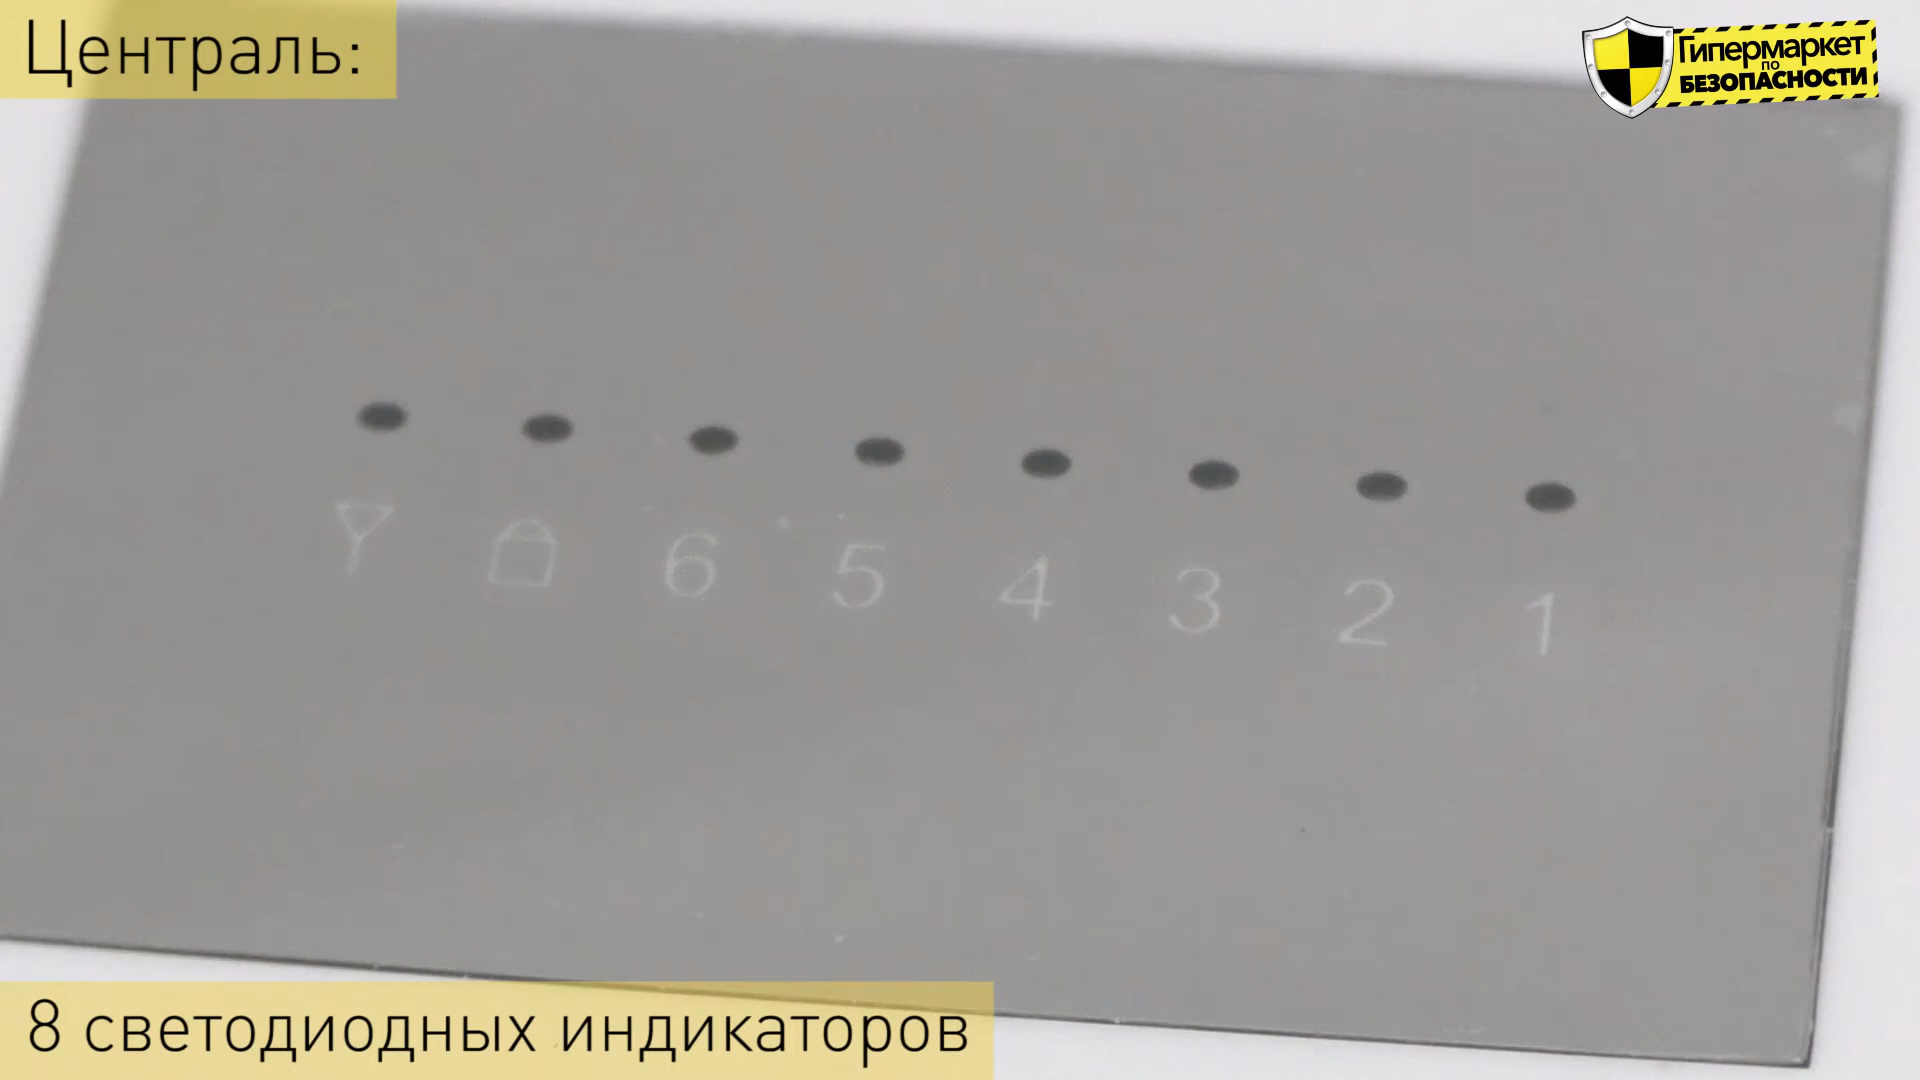 Централь:
Гипермаркет
по
БЕЗОПАСНОСТИ
6 5 4 3 2 1
8 светодиодных индикаторов